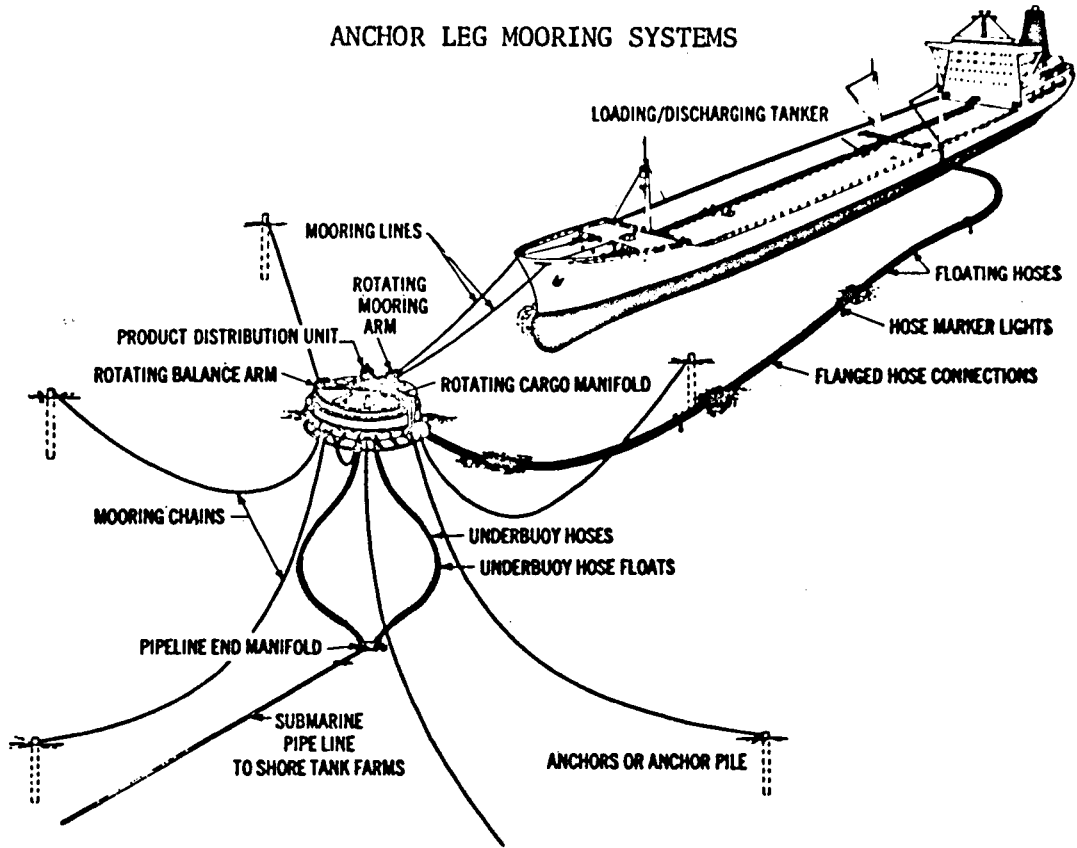 ANCHOR LEG MOORING SYSTEMS
LOADING/DISCHARGING TANKER
MOORING LINES
ROTATING
MOORING
ARM
FLOATING HOSES
HOSE MARKER LIGHTS
PRODUCT DISTRIBUTION UNIT
ROTATING BALANCE ARM
ROTATING CARGO MANIFOLD
FLANGED HOSE CONNECTIONS
MOORING CHAINS
UNDERBUOY HOSES
UNDERBUOY HOSE FLOATS
PIPELINE END MANIFOLD
SUBMARINE
PIPE LINE
TO SHORE TANK FARMS
ANCHORS OR ANCHOR PILE